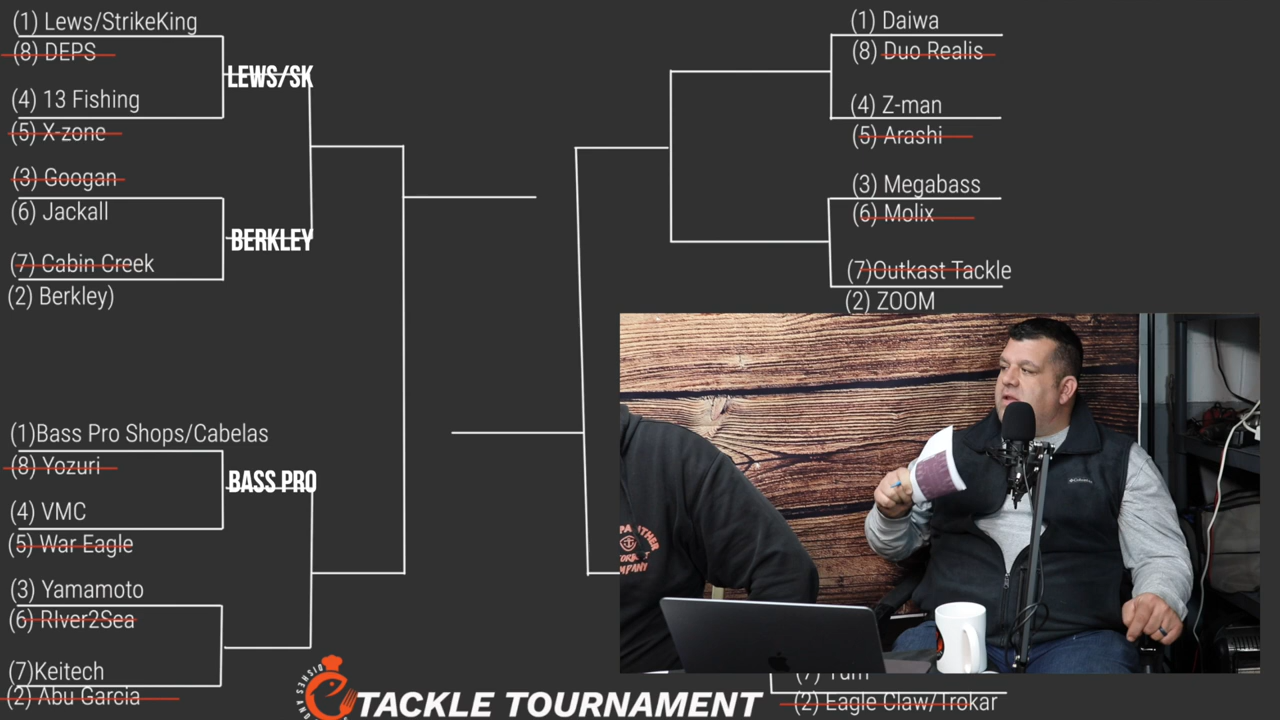 (1) Lews/StrikeKing
(8) DEPS
LEWS/SK
(4) 13 Fishing
(5) X-zone
(3) Googan
(6) Jackall
BERKLEY
(7) Cabin Creek
(2) Berkley)
(1)Bass Pro Shops/Cabelas
(8) Yozuri
BASS PRO
(4) VMC
(5) War Eagle
(3) Yamamoto
(6) RIver2Sea
(7)Keitech
(2) Abu Garcia
(1) Daiwa
(8) Duo Realis
(4) Z-man
(5) Arashi
(3) Megabass
(6) Molix
(7)Outkast Tackle
(2) ZOOM
(2) Eagle Claw/Trokar
TACKLE TOURNAMENT